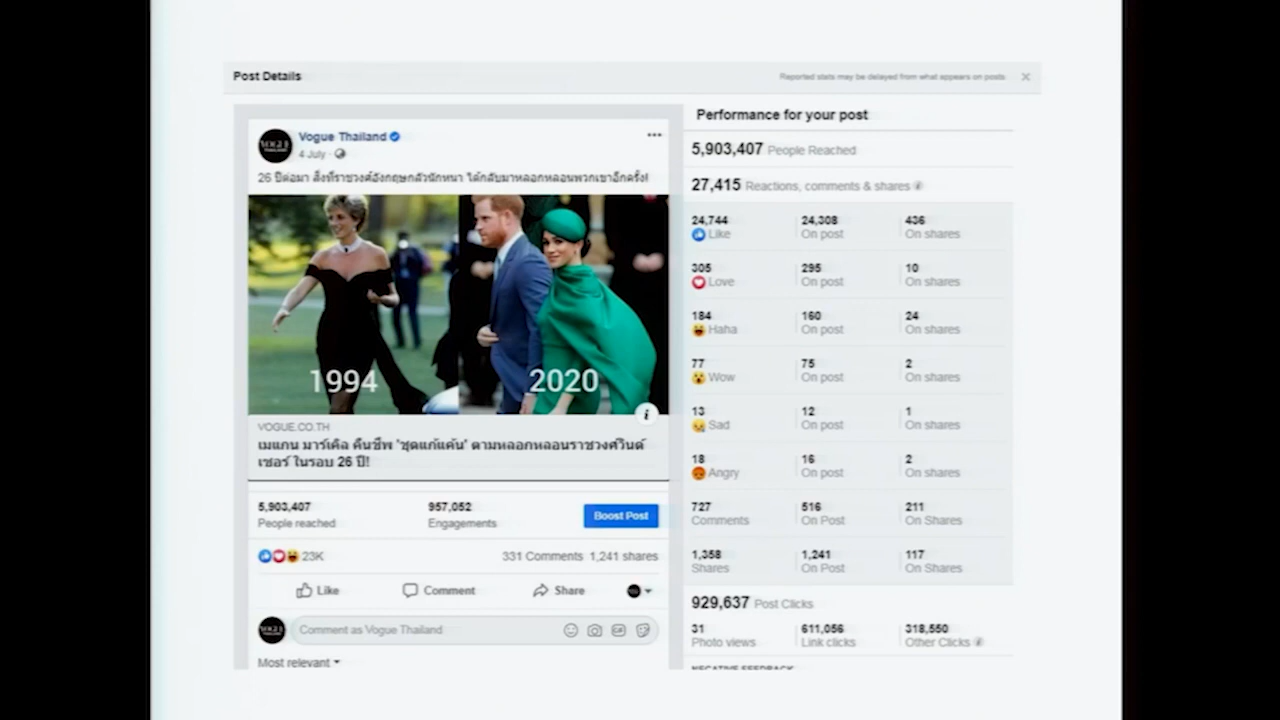 Post Details
Reported stats may be delayed from what appears on posts
Vogue Thailand
4 July
26 ปีต่อมา สิ่งที่ราชวงศ์อังกฤษกลัวนักหนา ได้กลับมาหลอกหลอนพวกเขาอีกครั้ง!
1994
2020
VOGUE.CO.TH
เมแกน มาร์เคิล คืนชีพ 'ชุดแก้แค้น' ตามหลอกหลอนราชวงศ์วินด์
เซอร์ ในรอบ 26 ปี!
5,903,407
People reached
957,052
Engagements
Boost Post
23K
331 Comments 1,241 shares
Like
Comment
Share
Comment as Vogue Thailand
GIF
Most relevant
Performance for your post
5,903,407 People Reached
27,415 Reactions, comments & shares
24,744
Like
24,308
On post
436
On shares
305
Love
295
On post
10
On shares
184
Haha
160
On post
24
On shares
77
Wow
75
On post
2
On shares
13
Sad
12
On post
1
On shares
18
Angry
16
On post
2
On shares
727
Comments
516
On Post
211
On Shares
1,358
Shares
1,241
On Post
117
On Shares
929,637 Post Clicks
31
Photo views
611,056
Link clicks
318,550
Other Clicks
NEGATIVE FEEDBACK